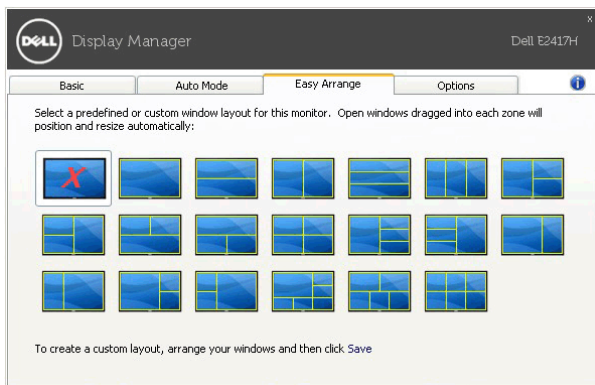 x
DELL Display Manager Dell E2417H
Basic Auto Mode Easy Arrange Options i
Select a predefined or custom window layout for this monitor. Open windows dragged into each zone will
position and resize automatically:
X
To create a custom layout, arrange your windows and then click Save